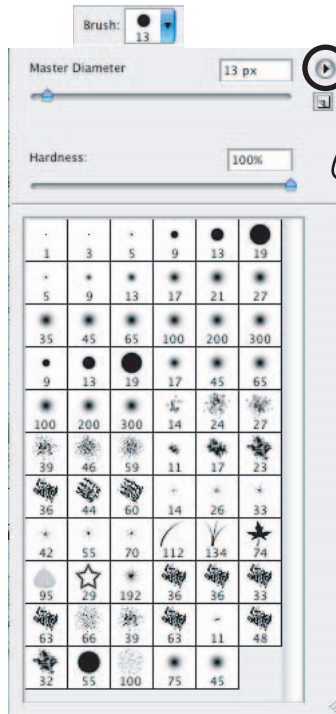 Brush:
13
Master Diameter 13 px
Hardness: 100%
1 3 5 9 13 19
5 9 13 17 21 27
35 45 65 100 200 300
9 13 19 17 45 65
100 200 300 14 24 27
39 46 59 11 17 23
36 44 60 14 26 33
42 55 70 112 134 74
95 29 192 36 36 33
63 66 39 63 11 48
32 55 100 75 45